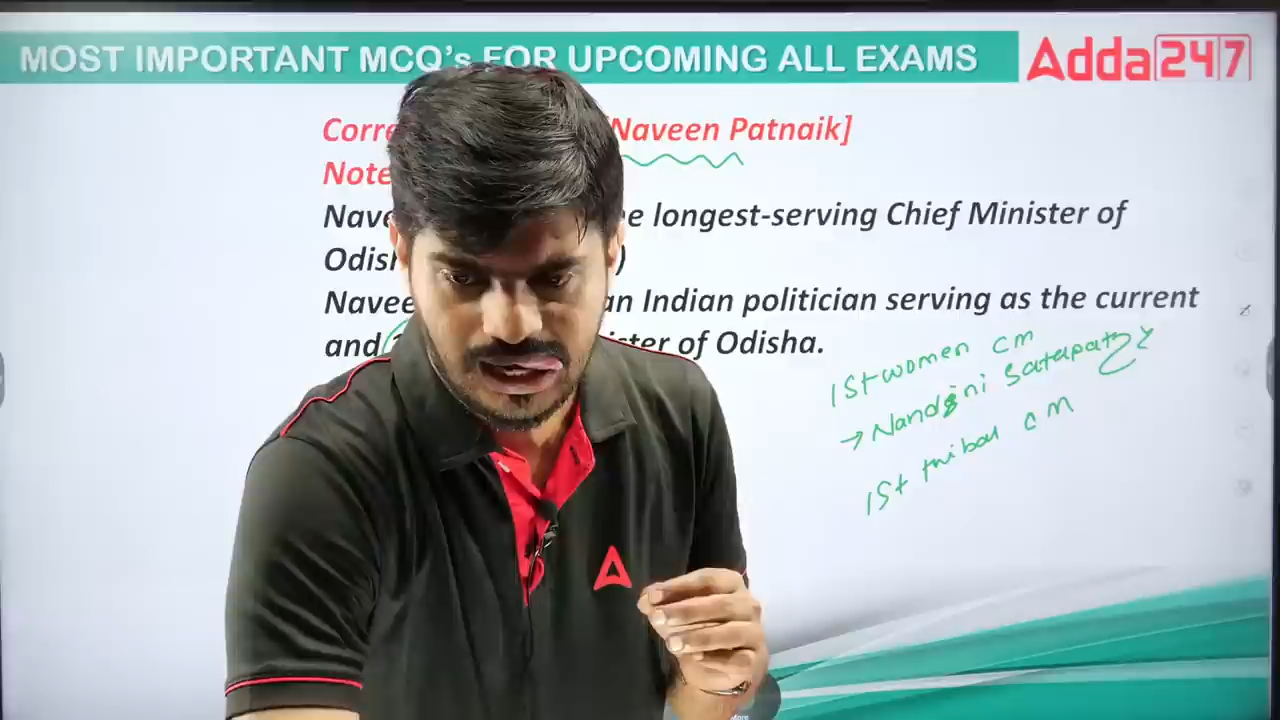 MOST IMPORTANT MCQ's FOR UPCOMING ALL EXAMS
Adda247
Corre [Naveen Patnaik]
Note
Nave e longest-serving Chief Minister of
Odish )
Navee an Indian politician serving as the current
and ister of Odisha.
1st women CM
→ Nandini Satapathy
1st tribal CM